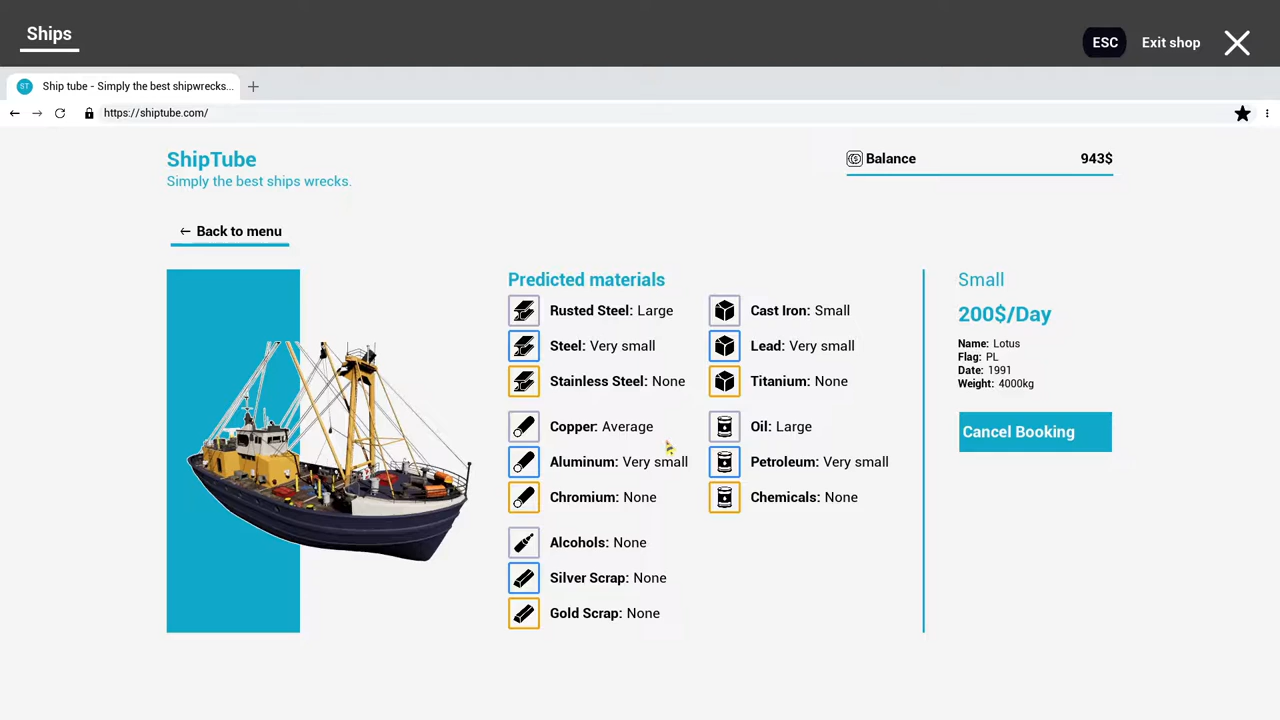 Ships
ESC Exit shop
Ship tube - Simply the best shipwrecks...
https://shiptube.com/
ShipTube
Simply the best ships wrecks.
Balance 943$
← Back to menu
Predicted materials
Rusted Steel: Large
Steel: Very small
Stainless Steel: None
Copper: Average
Aluminum: Very small
Chromium: None
Alcohols: None
Silver Scrap: None
Gold Scrap: None
Cast Iron: Small
Lead: Very small
Titanium: None
Oil: Large
Petroleum: Very small
Chemicals: None
Small
200$/Day
Name: Lotus
Flag: PL
Date: 1991
Weight: 4000kg
Cancel Booking